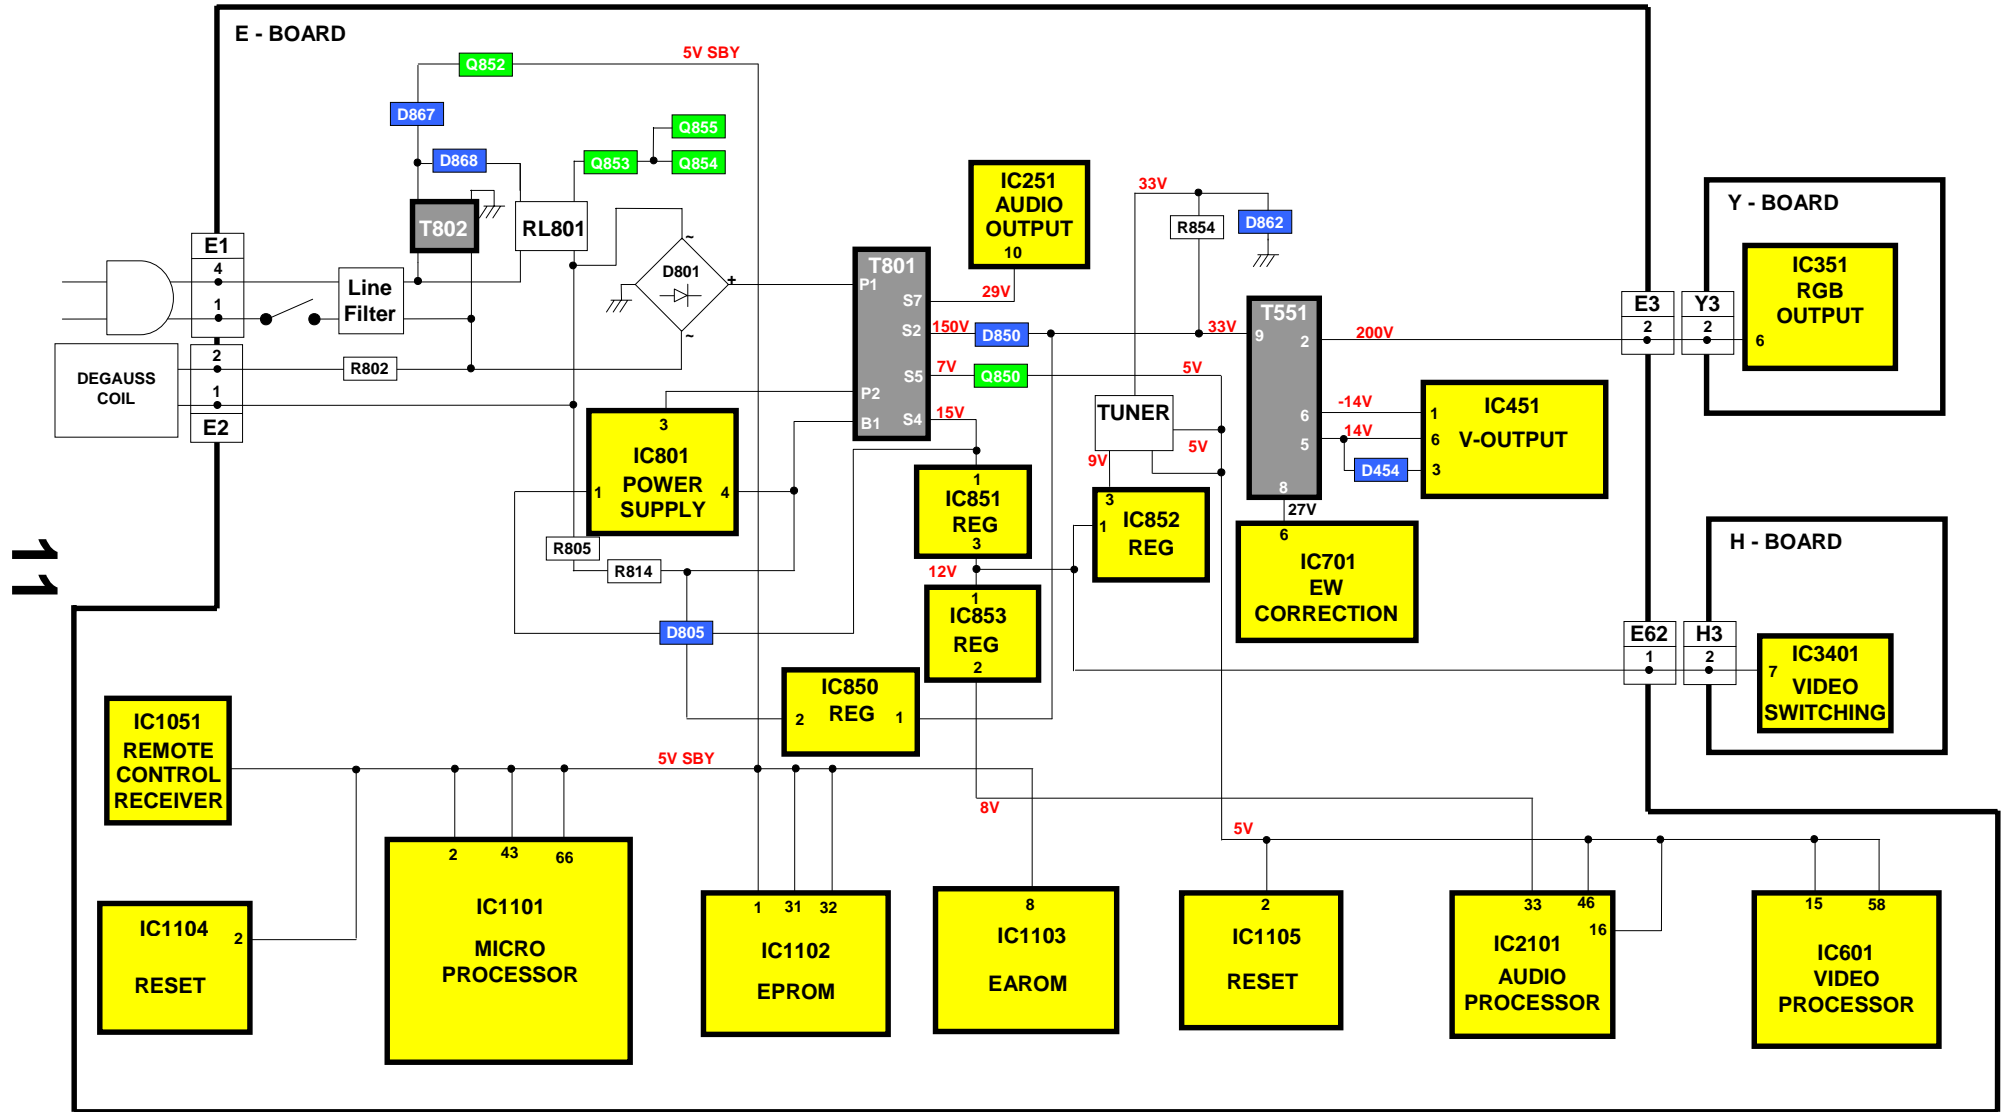 E - BOARD
5V SBY
Q852
D867
Q855
D868
Q853
Q854
T802
RL801
E1
4
1
Line
Filter
2
1
E2
DEGAUSS
COIL
R802
~
D801
+
~
T801
P1
S7
S2
S5
P2
B1
S4
29V
150V
7V
15V
D850
Q850
IC251
AUDIO
OUTPUT
10
33V
R854
D862
33V
5V
TUNER
5V
9V
T551
9
2
6
5
8
200V
-14V
14V
27V
D454
1
6
3
IC451
V-OUTPUT
E3
2
Y3
2
Y - BOARD
IC351
RGB
OUTPUT
6
3
IC801
POWER
SUPPLY
1
4
R805
R814
D805
1
IC851
REG
3
12V
1
IC853
REG
2
3
1
IC852
REG
6
IC701
EW
CORRECTION
H - BOARD
E62
1
H3
2
7
IC3401
VIDEO
SWITCHING
IC850
REG
2
1
11
IC1051
REMOTE
CONTROL
RECEIVER
5V SBY
8V
5V
IC1104
2
RESET
2
43
66
IC1101
MICRO
PROCESSOR
1
31
32
IC1102
EPROM
8
IC1103
EAROM
2
IC1105
RESET
33
46
16
IC2101
AUDIO
PROCESSOR
15
58
IC601
VIDEO
PROCESSOR